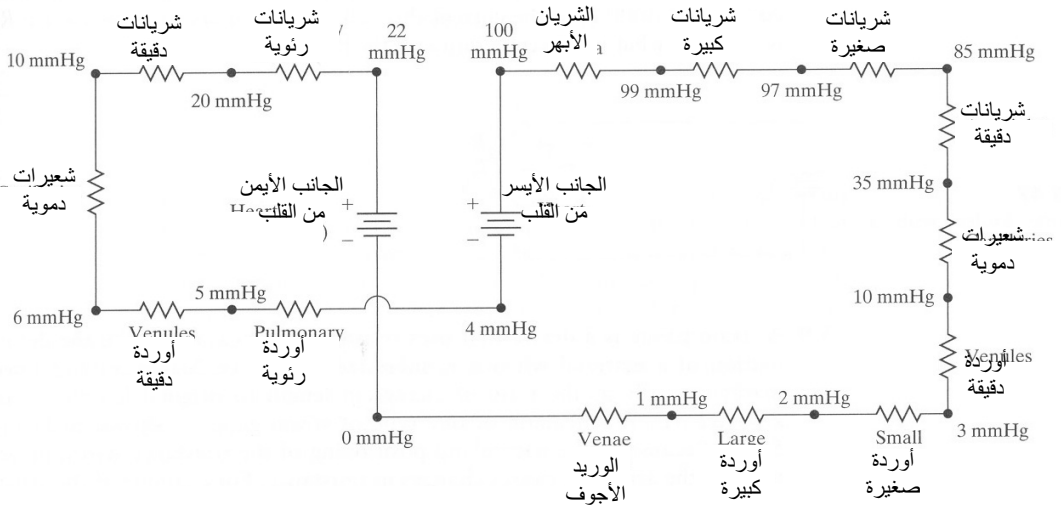 شريانات
دقيقة
شريانات
رئوية
22
mmHg
100
mmHg
الشريان
الأبهر
شريانات
كبيرة
شريانات
صغيرة
10 mmHg
20 mmHg
99 mmHg
97 mmHg
85 mmHg
شريانات
دقيقة
شعيرات
دموية
الجانب الأيمن
من القلب
+
–
الجانب الأيسر
من القلب
+
–
35 mmHg
شعيرات
دموية
10 mmHg
6 mmHg
5 mmHg
4 mmHg
Venules
أوردة
دقيقة
Pulmonary
أوردة
رئوية
Venules
أوردة
دقيقة
0 mmHg
1 mmHg
2 mmHg
3 mmHg
Venae
الوريد
الأجوف
Large
أوردة
كبيرة
Small
أوردة
صغيرة